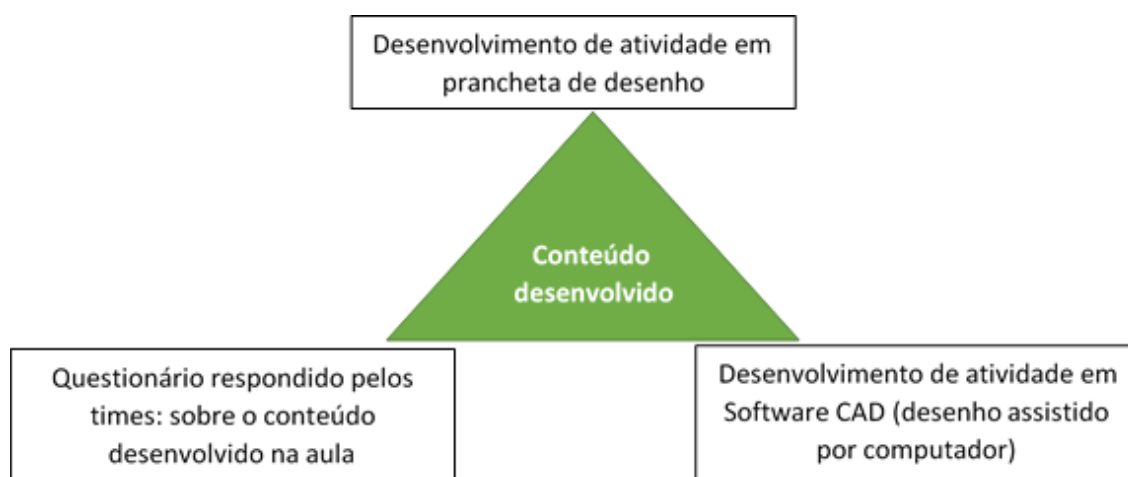 Desenvolvimento de atividade em
prancheta de desenho
Conteúdo
desenvolvido
Questionário respondido pelos
times: sobre o conteúdo
desenvolvido na aula
Desenvolvimento de atividade em
Software CAD (desenho assistido
por computador)